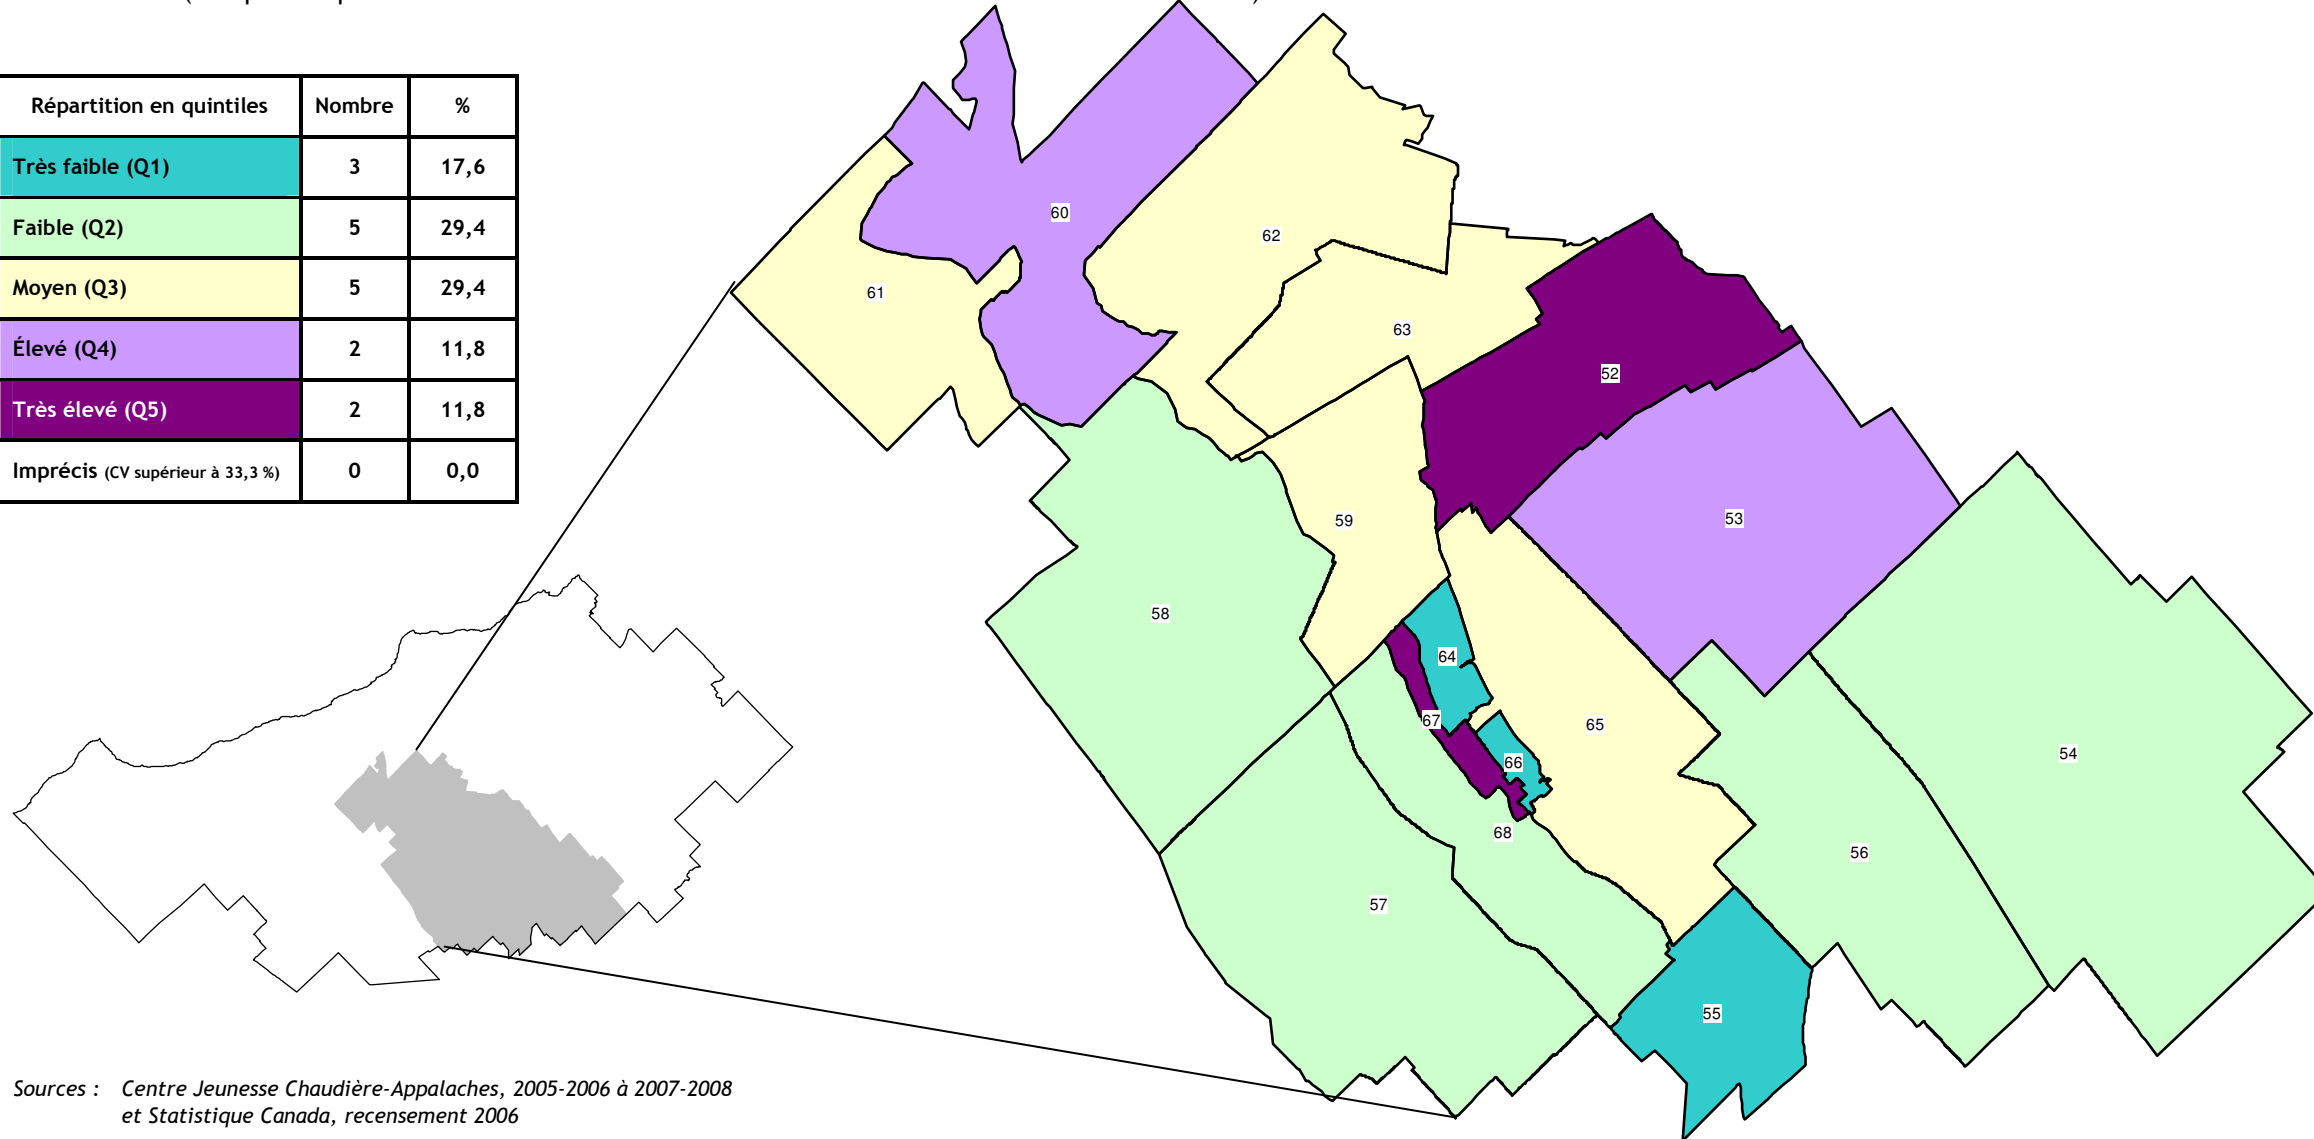 Répartition en quintiles Nombre %
Très faible (Q1) 3 17,6
Faible (Q2) 5 29,4
Moyen (Q3) 5 29,4
Élevé (Q4) 2 11,8
Très élevé (Q5) 2 11,8
Imprécis (CV supérieur à 33,3 %) 0 0,0
60
62
61
63
52
53
59
58
64
67
65
66
54
68
56
57
55
Sources : Centre Jeunesse Chaudière-Appalaches, 2005-2006 à 2007-2008
et Statistique Canada, recensement 2006